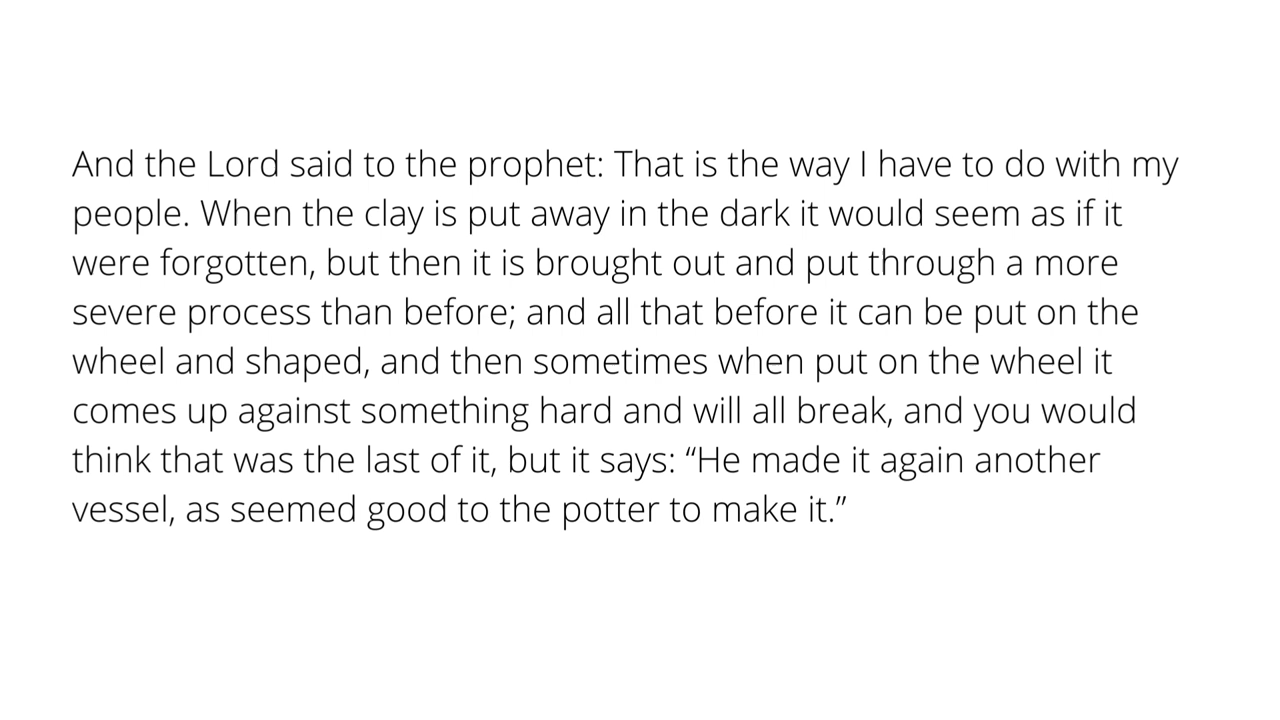 And the Lord said to the prophet: That is the way I have to do with my
people. When the clay is put away in the dark it would seem as if it
were forgotten, but then it is brought out and put through a more
severe process than before; and all that before it can be put on the
wheel and shaped, and then sometimes when put on the wheel it
comes up against something hard and will all break, and you would
think that was the last of it, but it says: “He made it again another
vessel, as seemed good to the potter to make it.”